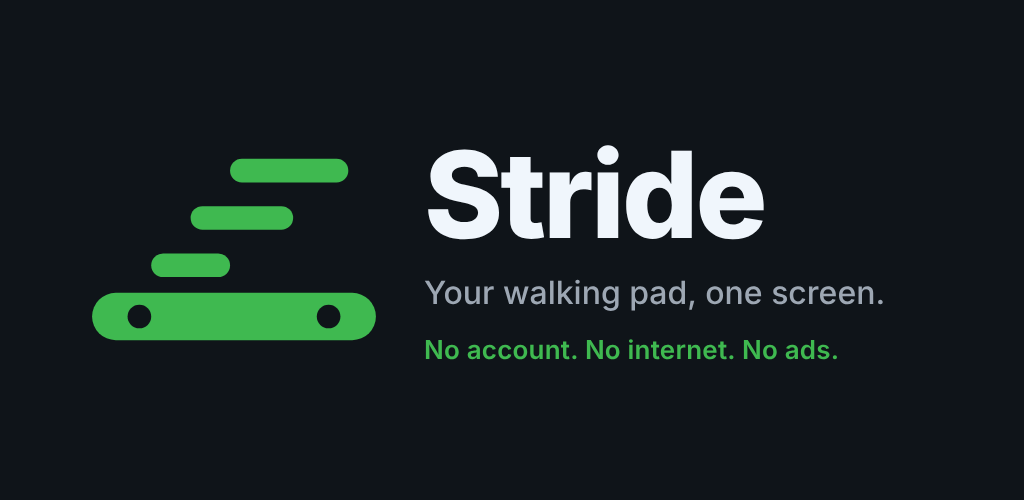 Stride
Your walking pad, one screen.
No account. No internet. No ads.